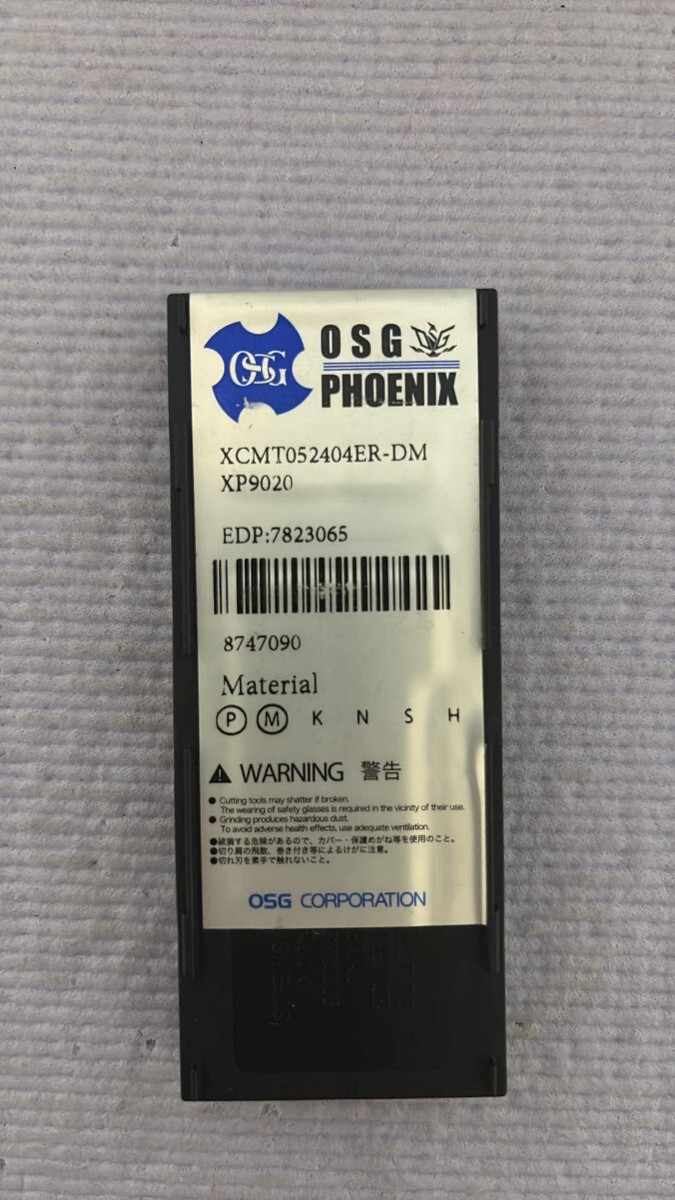 OSG
OSG
PHOENIX
XCMT052404ER-DM
XP9020
EDP:7823065
8747090
Material
P M K N S H
WARNING 警告
● Cutting tools may shatter if broken.
The wearing of safety glasses is required in the vicinity of their use.
● Grinding produces hazardous dust.
To avoid adverse health effects, use adequate ventilation.
●破損する危険があるので、カバー・保護めがね等を使用のこと。
●切り屑の飛散、巻き付き等によるけがに注意。
●切れ刃を素手で触れないこと。
OSG CORPORATION